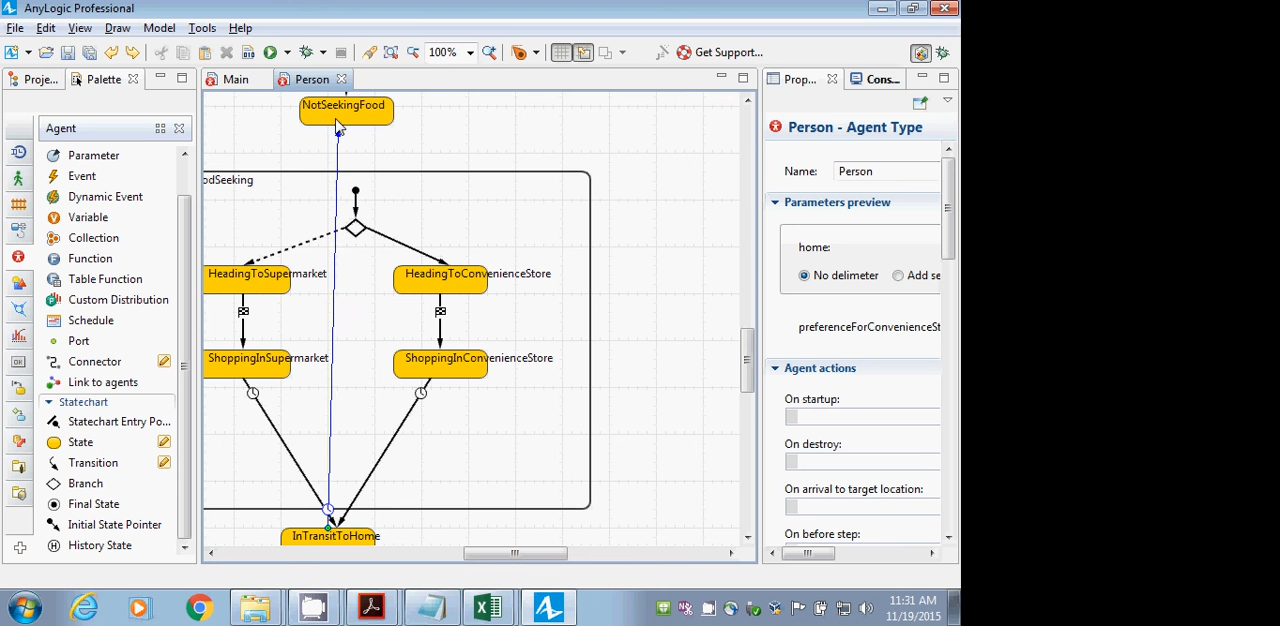 AnyLogic Professional
File Edit View Draw Model Tools Help
100% Get Support...
Proje... Palette Main Person Prop... Cons...
Agent
Parameter
Event
Dynamic Event
Variable
Collection
Function
Table Function
Custom Distribution
Schedule
Port
Connector
Link to agents
Statechart
Statechart Entry Po...
State
Transition
Branch
Final State
Initial State Pointer
History State
NotSeekingFood
odSeeking
HeadingToSupermarket HeadingToConvenienceStore
ShoppingInSupermarket ShoppingInConvenienceStore
InTransitToHome
Person - Agent Type
Name: Person
Parameters preview
home:
No delimeter Add se
preferenceForConvenienceSt
Agent actions
On startup:
On destroy:
On arrival to target location:
On before step:
11:31 AM
11/19/2015